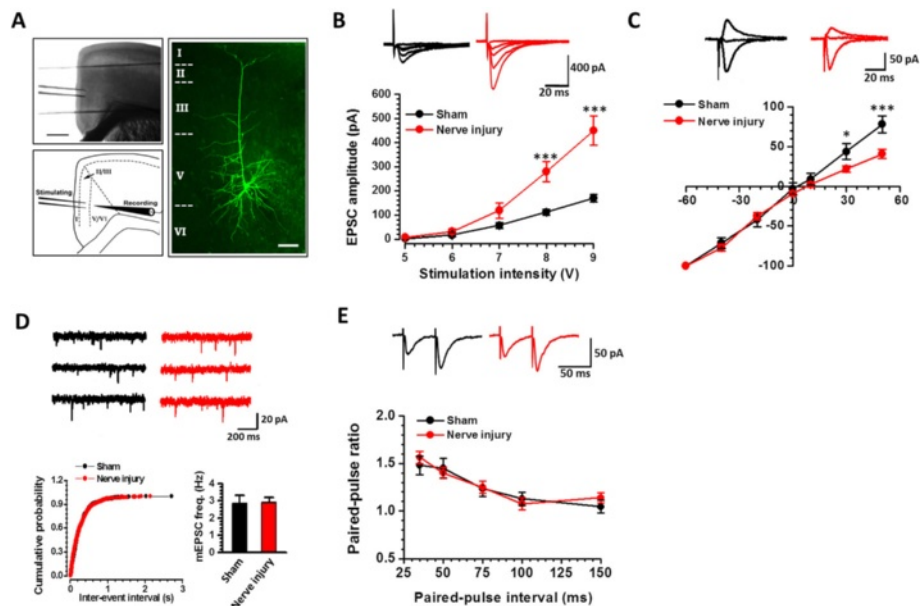 A
I
II
III
V
VI
Stimulating
II/III
Recording
I
V/VI
B
400 pA
20 ms
Sham
Nerve injury
***
***
EPSC amplitude (pA)
600
500
400
300
200
100
0
5 6 7 8 9
Stimulation intensity (V)
C
50 pA
20 ms
Sham
Nerve injury
*
***
100
50
0
-60 -30 0 30 60
-50
-100
D
20 pA
200 ms
Sham
Nerve injury
Cumulative probability
0.9
0.6
0.3
0.0
0 1 2 3
Inter-event interval (s)
mEPSC freq. (Hz)
4
3
2
1
0
Sham
Nerve injury
E
50 pA
50 ms
Sham
Nerve injury
Paired-pulse ratio
2.0
1.5
1.0
0.5
25 50 75 100 125 150
Paired-pulse interval (ms)